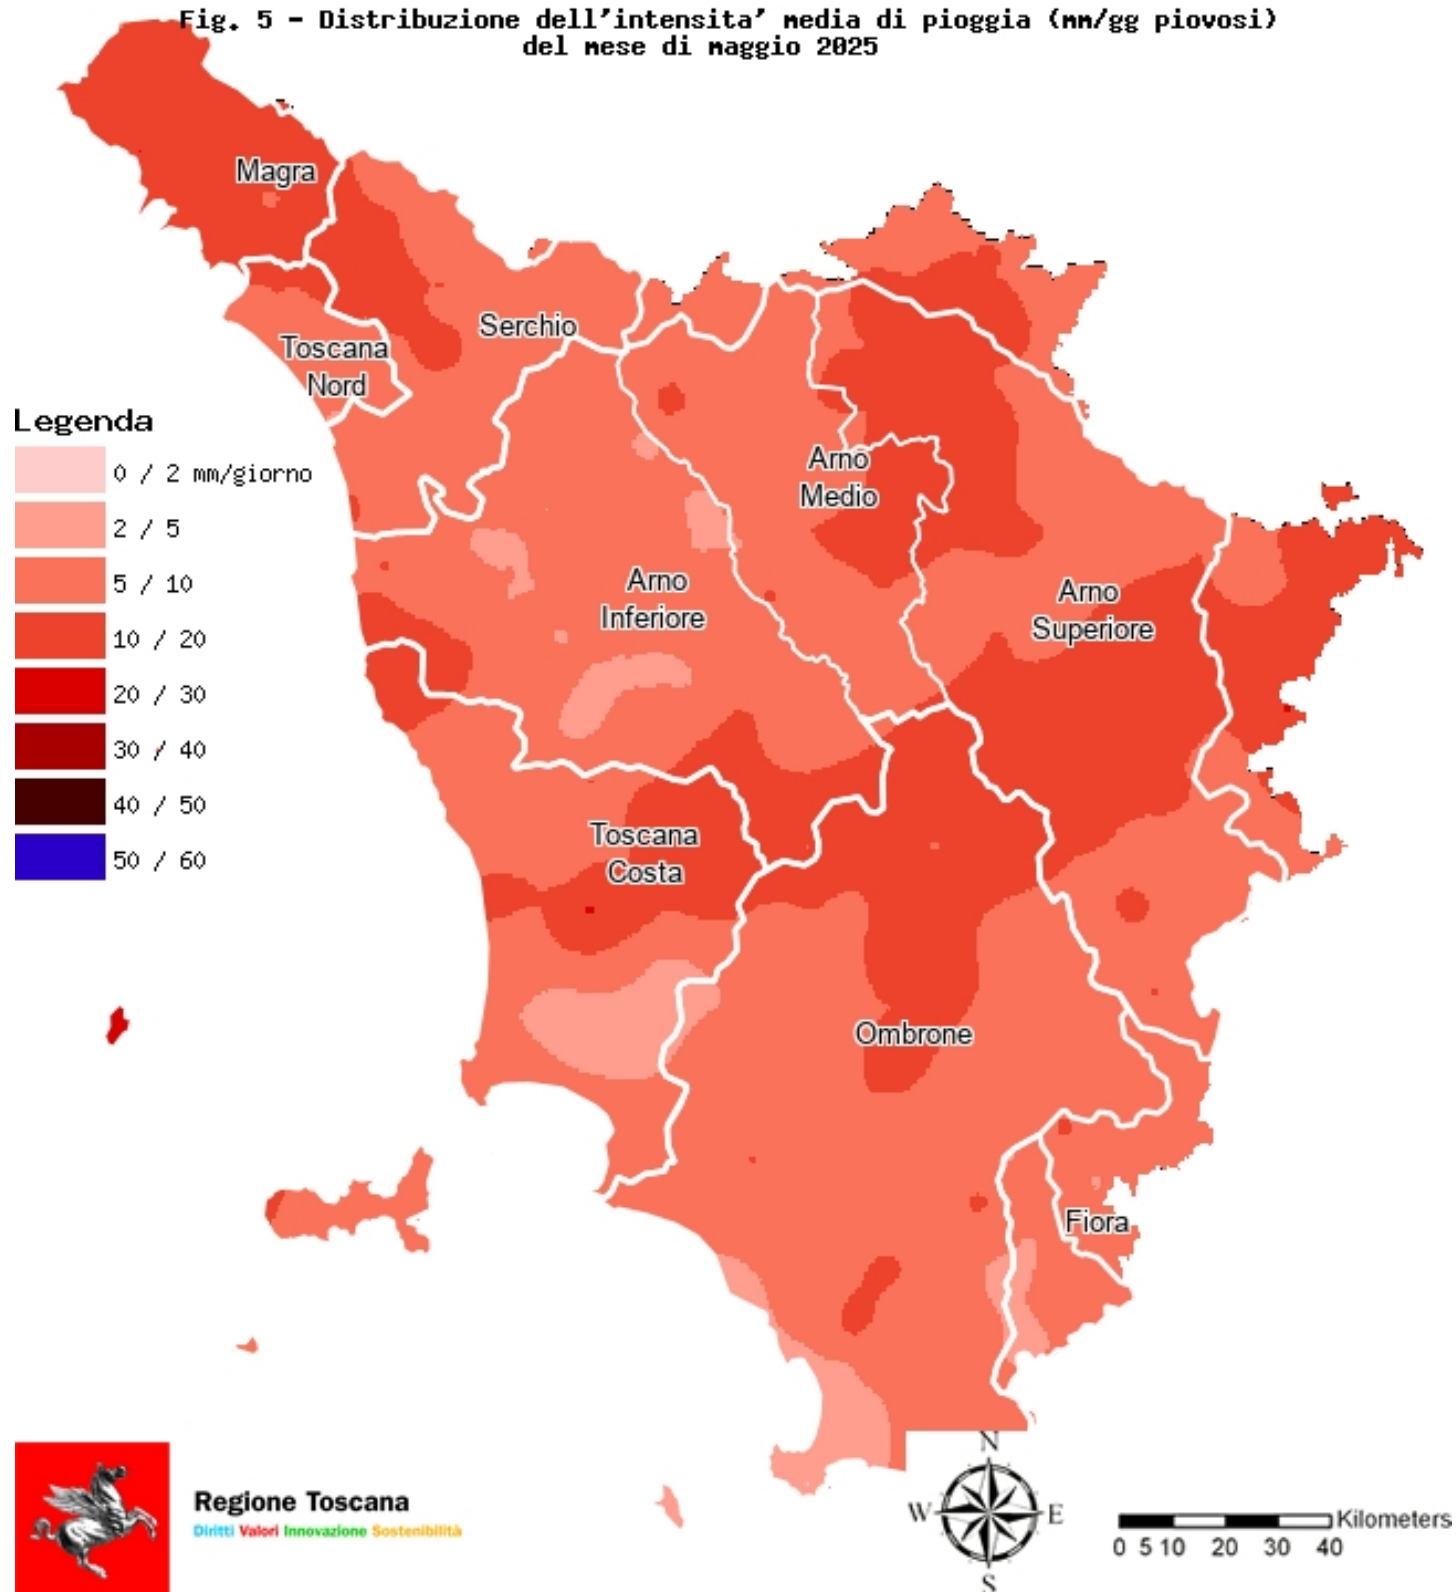 Fig. 5 - Distribuzione dell'intensita' media di pioggia (mm/gg piovosi)
del mese di maggio 2025
Magra
Serchio
Toscana
Nord
Legenda
0 / 2 mm/giorno
2 / 5
5 / 10
10 / 20
20 / 30
30 / 40
40 / 50
50 / 60
Arno
Medio
Arno
Inferiore
Arno
Superiore
Toscana
Costa
Ombrone
Fiora
Regione Toscana
Diritti Valori Innovazione Sostenibilità
N
W
E
S
Kilometers
0 5 10 20 30 40